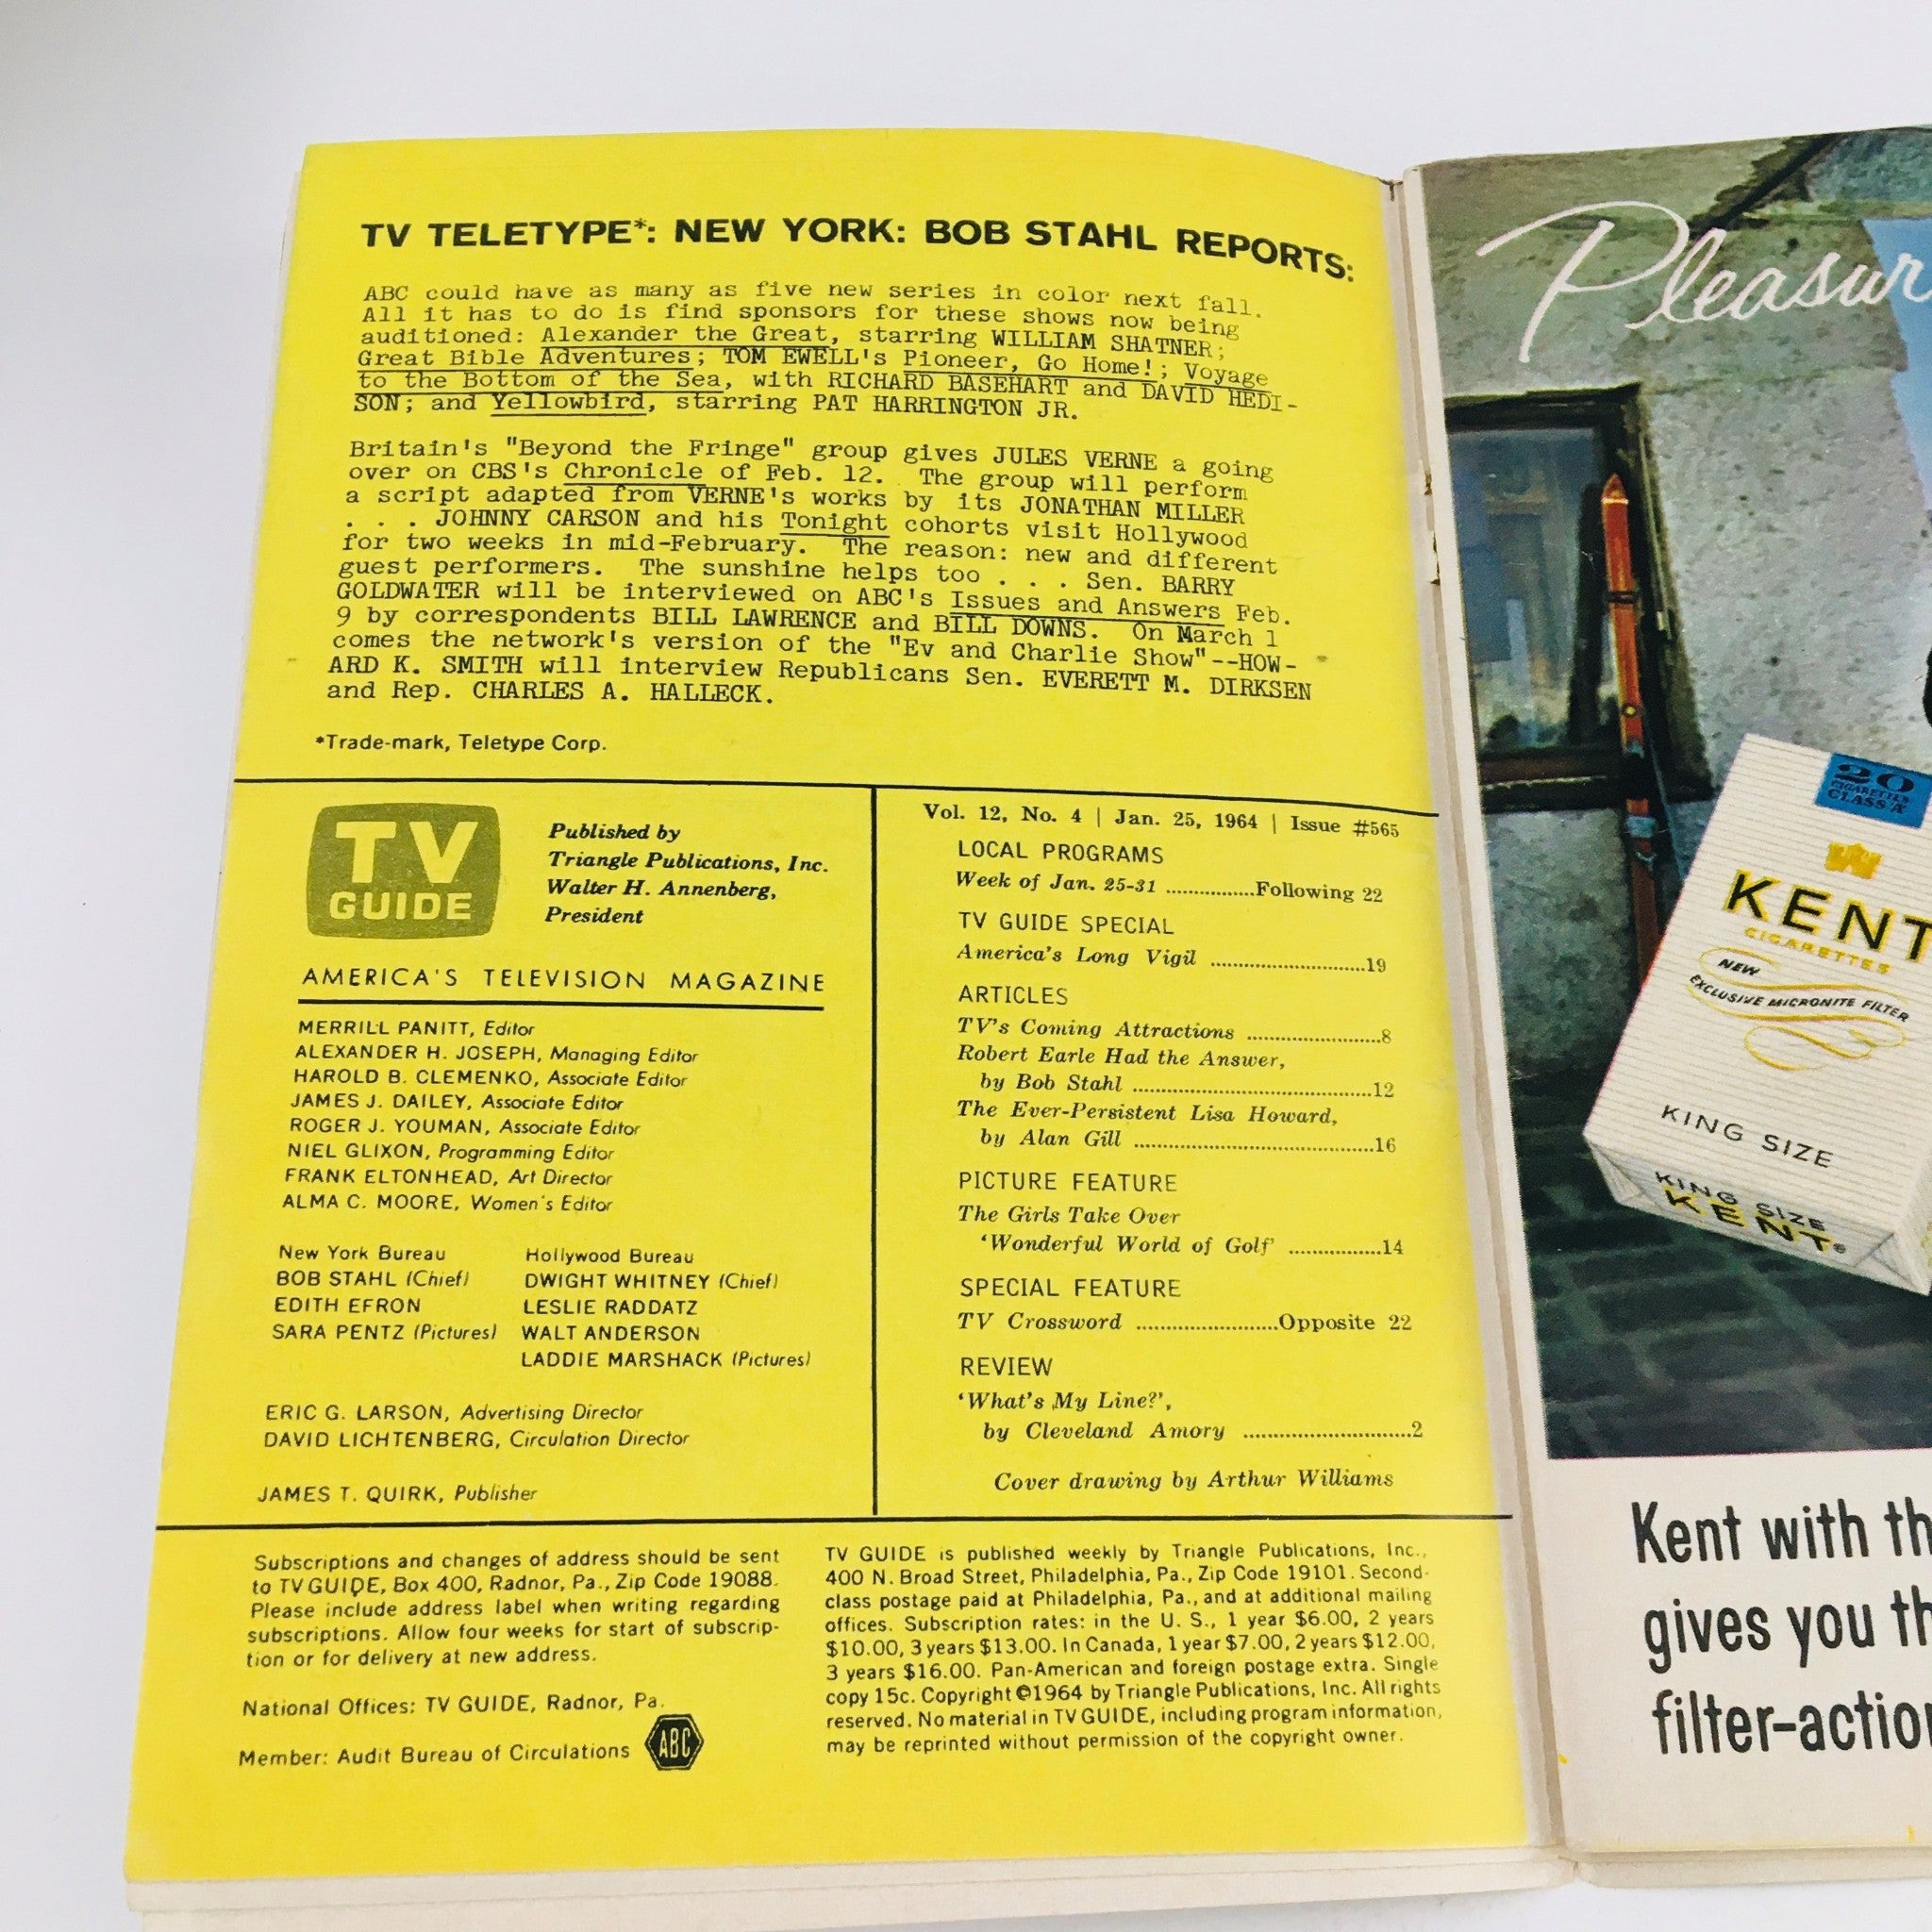 TV TELETYPE*: NEW YORK: BOB STAHL REPORTS:
ABC could have as many as five new series in color next fall.
All it has to do is find sponsors for these shows now being
auditioned: Alexander the Great, starring WILLIAM SHATNER;
Great Bible Adventures; TOM EWELL's Pioneer, Go Home!; Voyage
to the Bottom of the Sea, with RICHARD BASEHART and DAVID HEDI-
SON; and Yellowbird, starring PAT HARRINGTON JR.
Britain's "Beyond the Fringe" group gives JULES VERNE a going
over on CBS's Chronicle of Feb. 12. The group will perform
a script adapted from VERNE's works by its JONATHAN MILLER
. . . JOHNNY CARSON and his Tonight cohorts visit Hollywood
for two weeks in mid-February. The reason: new and different
guest performers. The sunshine helps too . . . Sen. BARRY
GOLDWATER will be interviewed on ABC's Issues and Answers Feb.
9 by correspondents BILL LAWRENCE and BILL DOWNS. On March 1
comes the network's version of the "Ev and Charlie Show"--HOW-
ARD K. SMITH will interview Republicans Sen. EVERETT M. DIRKSEN
and Rep. CHARLES A. HALLECK.
*Trade-mark, Teletype Corp.
TV
GUIDE
Published by
Triangle Publications, Inc.
Walter H. Annenberg,
President
AMERICA'S TELEVISION MAGAZINE
MERRILL PANITT, Editor
ALEXANDER H. JOSEPH, Managing Editor
HAROLD B. CLEMENKO, Associate Editor
JAMES J. DAILEY, Associate Editor
ROGER J. YOUMAN, Associate Editor
NIEL GLIXON, Programming Editor
FRANK ELTONHEAD, Art Director
ALMA C. MOORE, Women's Editor
New York Bureau
BOB STAHL (Chief)
EDITH EFRON
SARA PENTZ (Pictures)
Hollywood Bureau
DWIGHT WHITNEY (Chief)
LESLIE RADDATZ
WALT ANDERSON
LADDIE MARSHACK (Pictures)
ERIC G. LARSON, Advertising Director
DAVID LICHTENBERG, Circulation Director
JAMES T. QUIRK, Publisher
Vol. 12, No. 4 | Jan. 25, 1964 | Issue #565
LOCAL PROGRAMS
Week of Jan. 25-31 ................Following 22
TV GUIDE SPECIAL
America's Long Vigil ............................19
ARTICLES
TV's Coming Attractions ........................8
Robert Earle Had the Answer,
by Bob Stahl ...........................................12
The Ever-Persistent Lisa Howard,
by Alan Gill ...........................................16
PICTURE FEATURE
The Girls Take Over
'Wonderful World of Golf' .................14
SPECIAL FEATURE
TV Crossword ..........................Opposite 22
REVIEW
'What's My Line?',
by Cleveland Amory ..............................2
Cover drawing by Arthur Williams
Subscriptions and changes of address should be sent
to TV GUIDE, Box 400, Radnor, Pa., Zip Code 19088.
Please include address label when writing regarding
subscriptions. Allow four weeks for start of subscrip-
tion or for delivery at new address.
National Offices: TV GUIDE, Radnor, Pa.
Member: Audit Bureau of Circulations
ABC
TV GUIDE is published weekly by Triangle Publications, Inc.,
400 N. Broad Street, Philadelphia, Pa., Zip Code 19101. Second-
class postage paid at Philadelphia, Pa., and at additional mailing
offices. Subscription rates: in the U. S., 1 year $6.00, 2 years
$10.00, 3 years $13.00. In Canada, 1 year $7.00, 2 years $12.00,
3 years $16.00. Pan-American and foreign postage extra. Single
copy 15c. Copyright ©1964 by Triangle Publications, Inc. All rights
reserved. No material in TV GUIDE, including program information,
may be reprinted without permission of the copyright owner.
Pleasur
20
CIGARETTES
CLASS A
KENT
CIGARETTES
NEW
EXCLUSIVE MICRONITE FILTER
KING SIZE
KING SIZE
KENT®
Kent with th
gives you th
filter-action